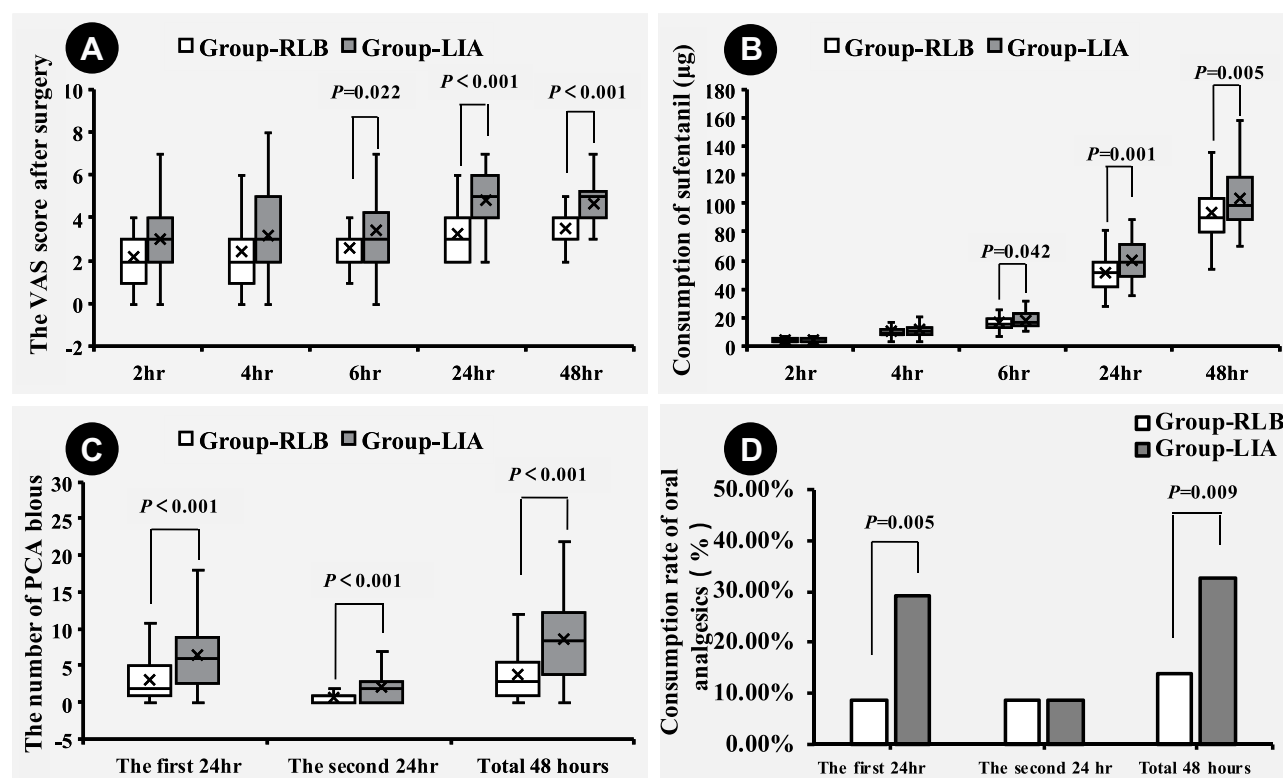 A
Group-RLB Group-LIA
The VAS score after surgery
10
8
6
4
2
0
-2
P=0.022
P<0.001
P<0.001
2hr 4hr 6hr 24hr 48hr
B
Group-RLB Group-LIA
Consumption of sufentanil (μg)
180
160
140
120
100
80
60
40
20
0
P=0.042
P=0.001
P=0.005
2hr 4hr 6hr 24hr 48hr
C
Group-RLB Group-LIA
The number of PCA blous
30
25
20
15
10
5
0
-5
P<0.001
P<0.001
P<0.001
The first 24hr The second 24hr Total 48 hours
D
Group-RLB
Group-LIA
Consumption rate of oral
analgesics ( % )
50.00%
40.00%
30.00%
20.00%
10.00%
0.00%
P=0.005
P=0.009
The first 24hr The second 24 hr Total 48 hours